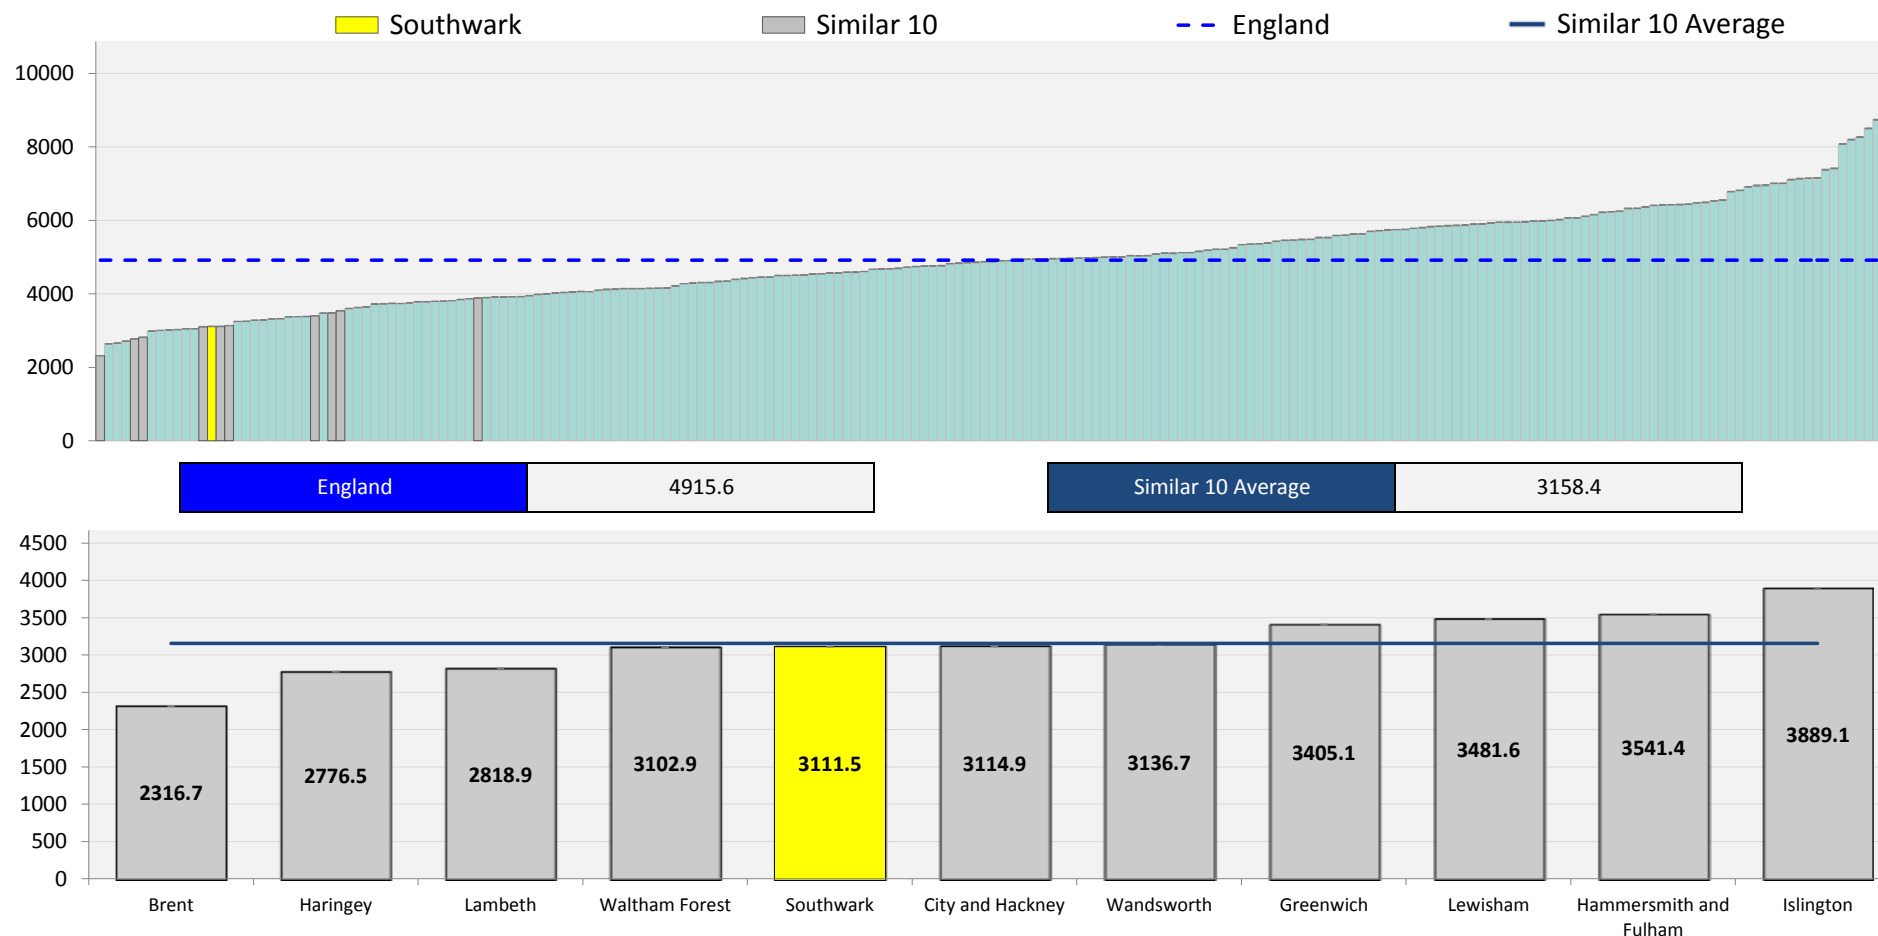 Southwark
Similar 10
England
Similar 10 Average
10000
8000
6000
4000
2000
0
England
4915.6
Similar 10 Average
3158.4
4500
4000
3500
3000
2500
2000
1500
1000
500
0
2316.7
2776.5
2818.9
3102.9
3111.5
3114.9
3136.7
3405.1
3481.6
3541.4
3889.1
Brent
Haringey
Lambeth
Waltham Forest
Southwark
City and Hackney
Wandsworth
Greenwich
Lewisham
Hammersmith and
Fulham
Islington